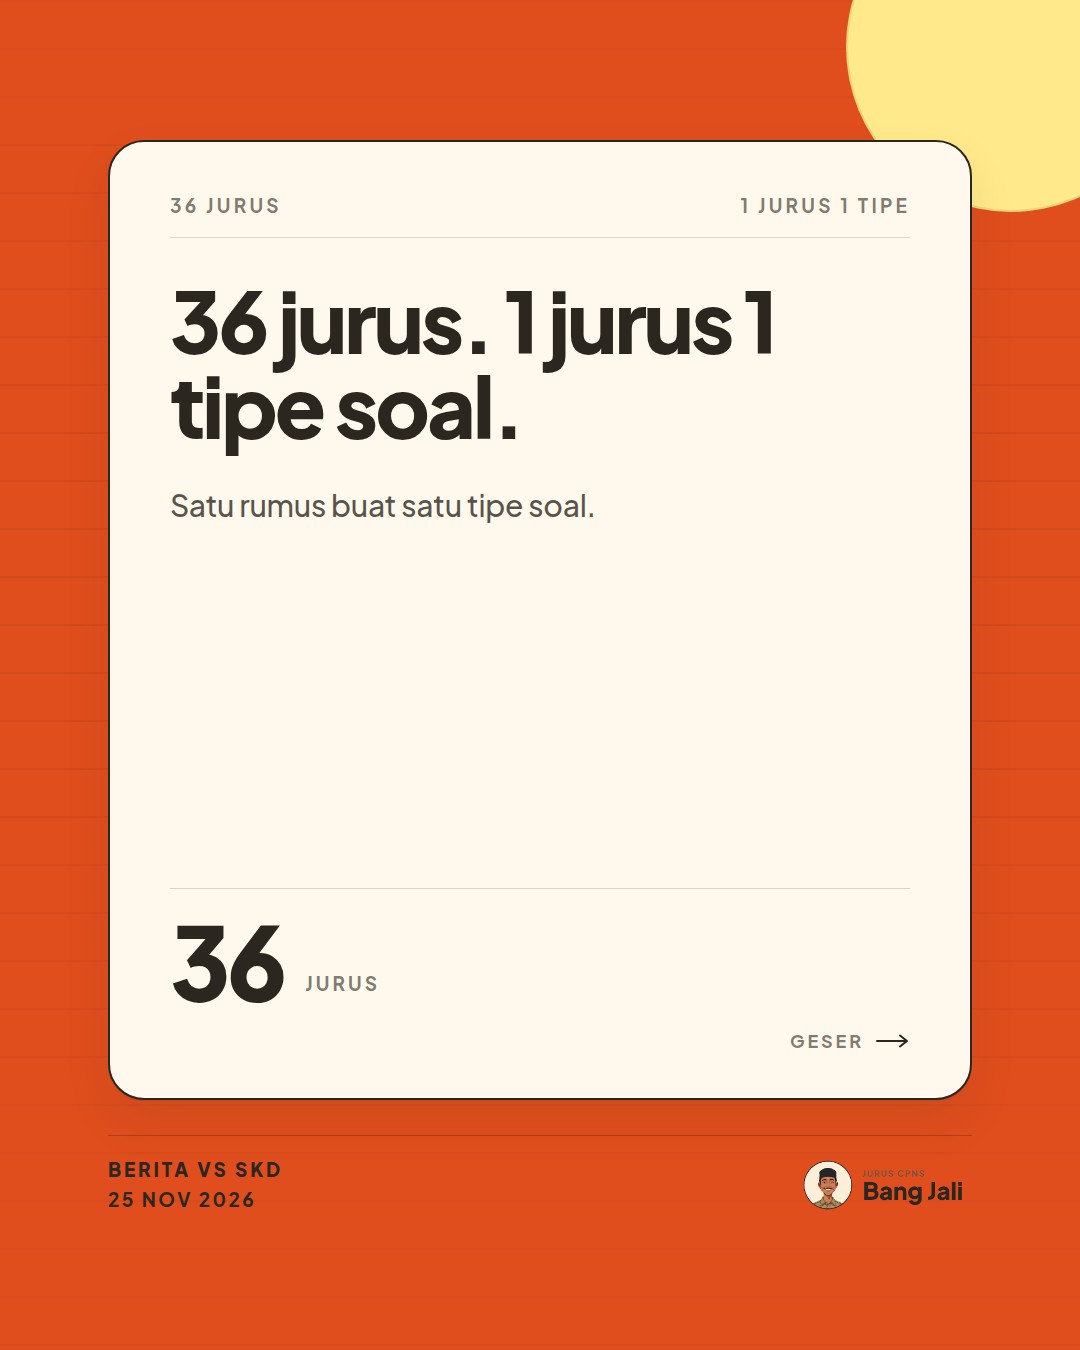 36 JURUS
1 JURUS 1 TIPE
36 jurus. 1 jurus 1
tipe soal.
Satu rumus buat satu tipe soal.
36 JURUS
GESER
BERITA VS SKD
25 NOV 2026
JURUS CPNS
Bang Jali